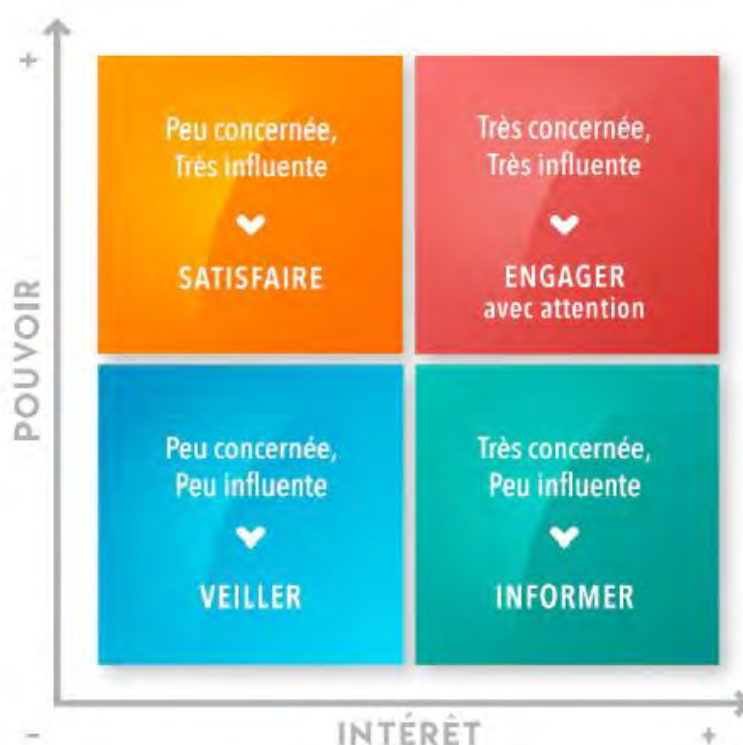 +
Peu concernée,
Très influente
SATISFAIRE
Très concernée,
Très influente
ENGAGER
avec attention
POUVOIR
Peu concernée,
Peu influente
VEILLER
Très concernée,
Peu influente
INFORMER
-
INTÉRÊT
+